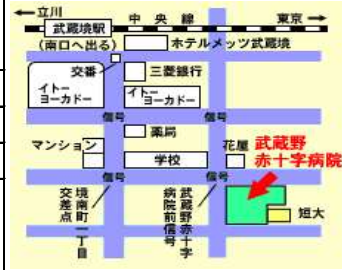 ←立川
東京→
武蔵境駅
中央線
(南口へ出る)
ホテルメッツ武蔵境
交番
三菱銀行
イトーヨーカドー
イトーヨーカドー
信号
信号
薬局
マンション
学校
花屋
武蔵野
赤十字病院
信号
信号
境南町一丁目
交差点
武蔵野赤十字
病院前信号
短大